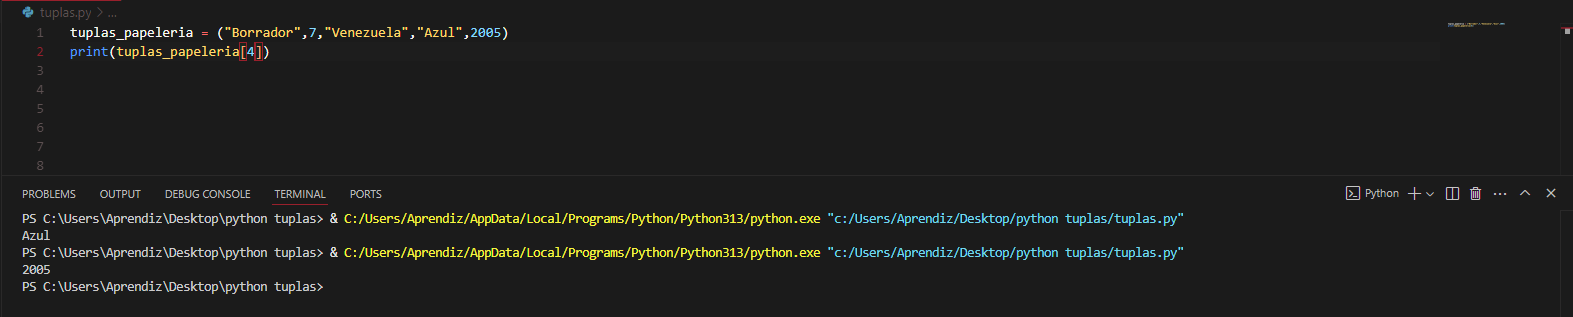 tuplas.py > ...
1 tuplas_papeleria = ("Borrador",7,"Venezuela","Azul",2005)
2 print(tuplas_papeleria[4])
3
4
5
6
7
8
PROBLEMS OUTPUT DEBUG CONSOLE TERMINAL PORTS Python
PS C:\Users\Aprendiz\Desktop\python tuplas> & C:/Users/Aprendiz/AppData/Local/Programs/Python/Python313/python.exe "c:/Users/Aprendiz/Desktop/python tuplas/tuplas.py"
Azul
PS C:\Users\Aprendiz\Desktop\python tuplas> & C:/Users/Aprendiz/AppData/Local/Programs/Python/Python313/python.exe "c:/Users/Aprendiz/Desktop/python tuplas/tuplas.py"
2005
PS C:\Users\Aprendiz\Desktop\python tuplas>